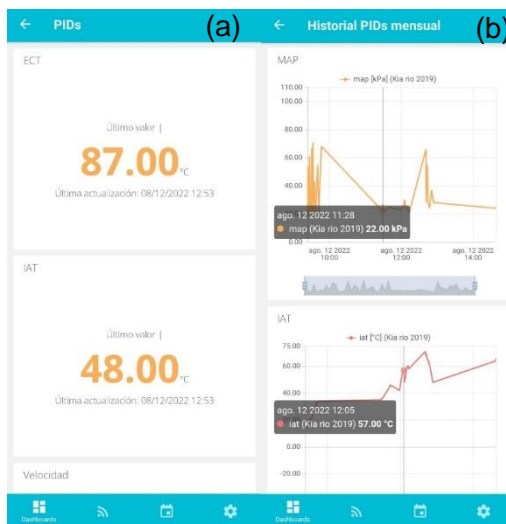 PIDs
(a)
ECT
Último valor |
87.00 °C
Última actualización: 08/12/2022 12:53
IAT
Último valor |
48.00 °C
Última actualización: 08/12/2022 12:53
Velocidad
Dashboards
Historial PIDs mensual
(b)
MAP
map [kPa] (Kia rio 2019)
110.00
100.00
80.00
60.00
40.00
ago. 12 2022 11:28
map (Kia rio 2019) 22.00 kPa
0.00
ago. 12 2022 10:00
ago. 12 2022 12:00
ago. 12 2022 14:00
IAT
iat [°C] (Kia rio 2019)
75.00
60.00
40.00
ago. 12 2022 12:05
iat (Kia rio 2019) 57.00 °C
0.00
-20.00
Dashboards